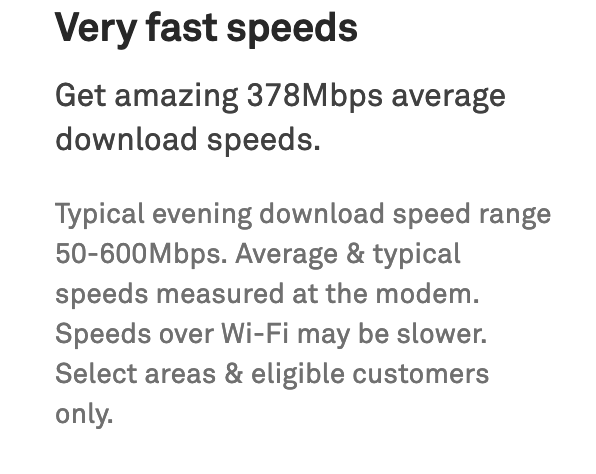 Very fast speeds
Get amazing 378Mbps average
download speeds.
Typical evening download speed range
50-600Mbps. Average & typical
speeds measured at the modem.
Speeds over Wi-Fi may be slower.
Select areas & eligible customers
only.